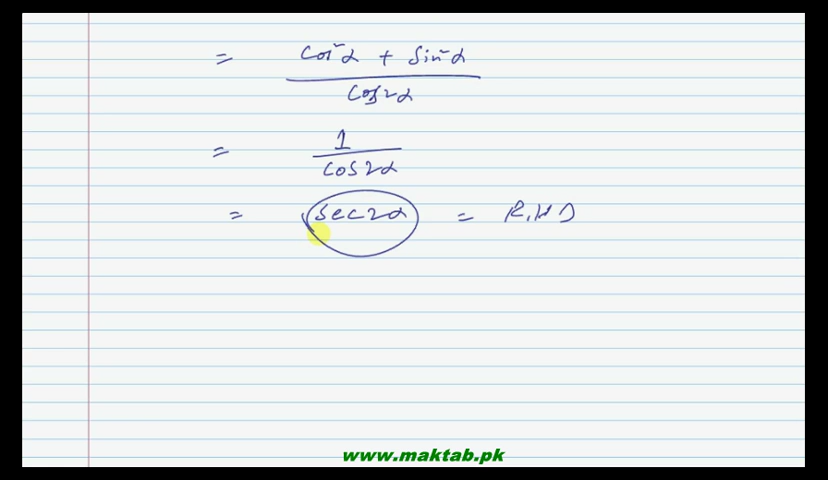 = cos²α + sin²α / cos2α
= 1 / cos2α
= sec2α = R.H.S
www.maktab.pk